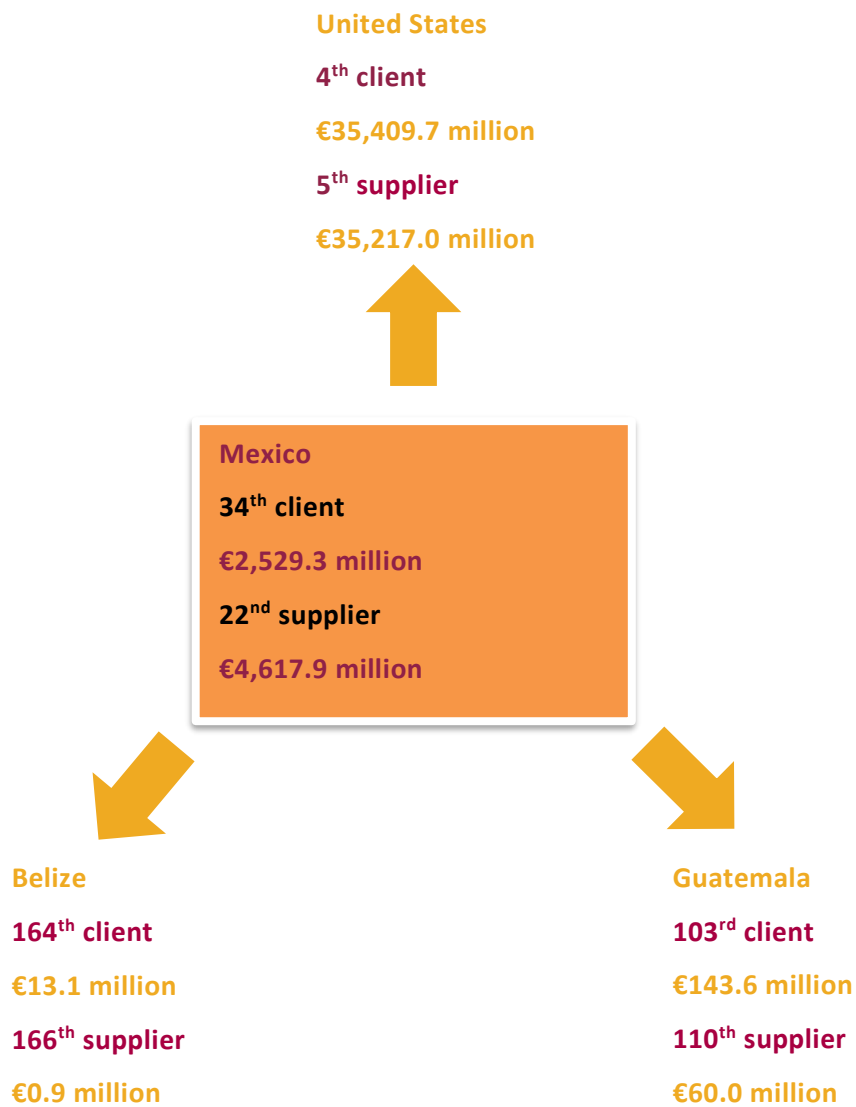 United States
4th client
€35,409.7 million
5th supplier
€35,217.0 million
Mexico
34th client
€2,529.3 million
22nd supplier
€4,617.9 million
Belize
164th client
€13.1 million
166th supplier
€0.9 million
Guatemala
103rd client
€143.6 million
110th supplier
€60.0 million